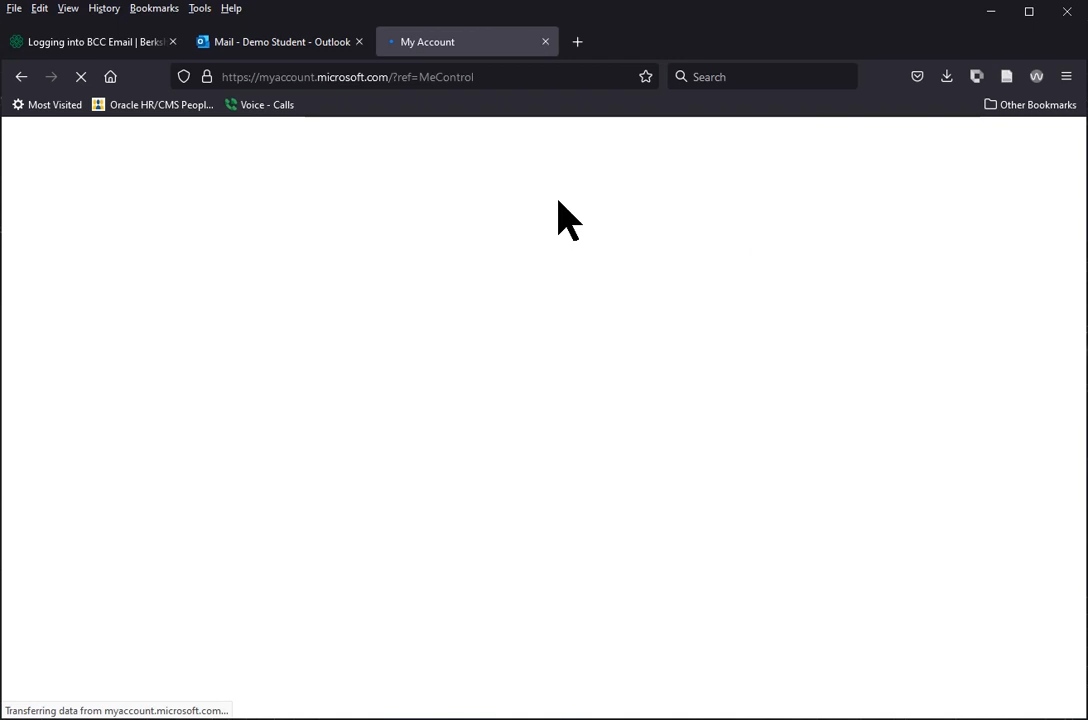 File Edit View History Bookmarks Tools Help
Logging into BCC Email | Berksh
Mail - Demo Student - Outlook
My Account
https://myaccount.microsoft.com/?ref=MeControl
Search
Most Visited
Oracle HR/CMS Peopl...
Voice - Calls
Other Bookmarks
Transferring data from myaccount.microsoft.com...